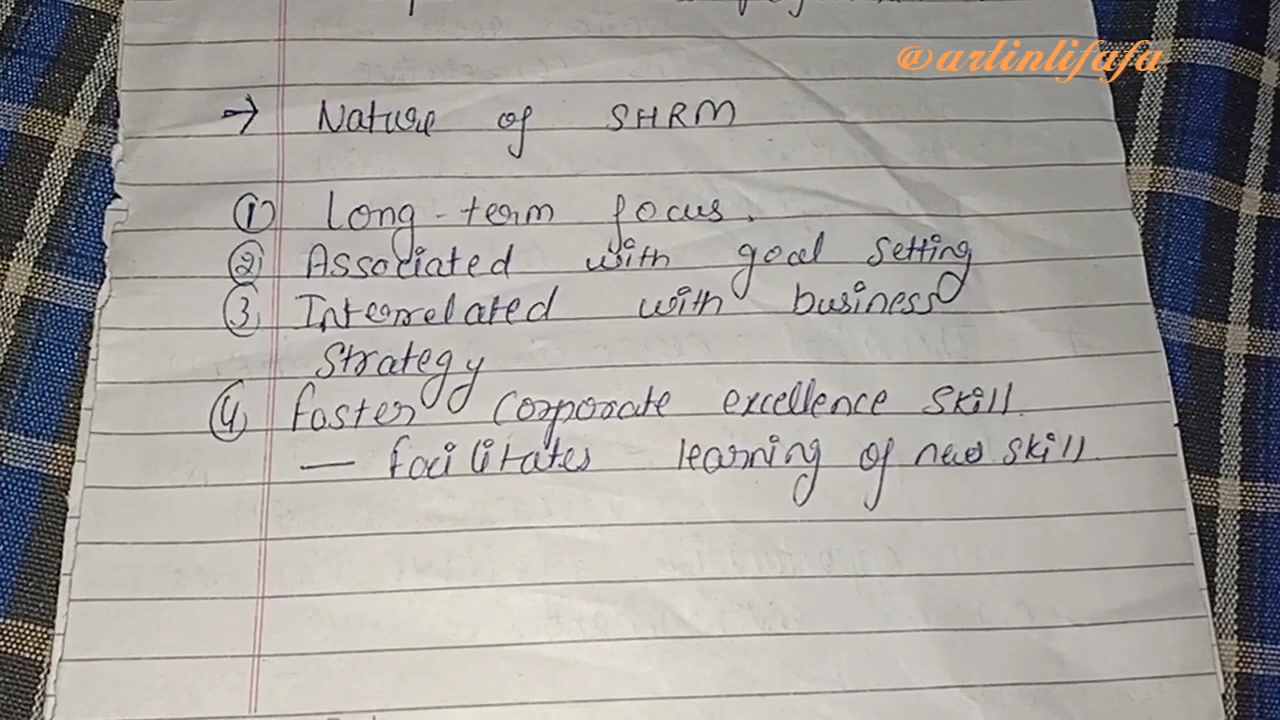 @artinlifafa
→ Nature of SHRM
① Long-term focus.
② Associated with goal setting
③ Interrelated with business
Strategy
④ foster corporate excellence skill.
— facilitates learning of new skill.